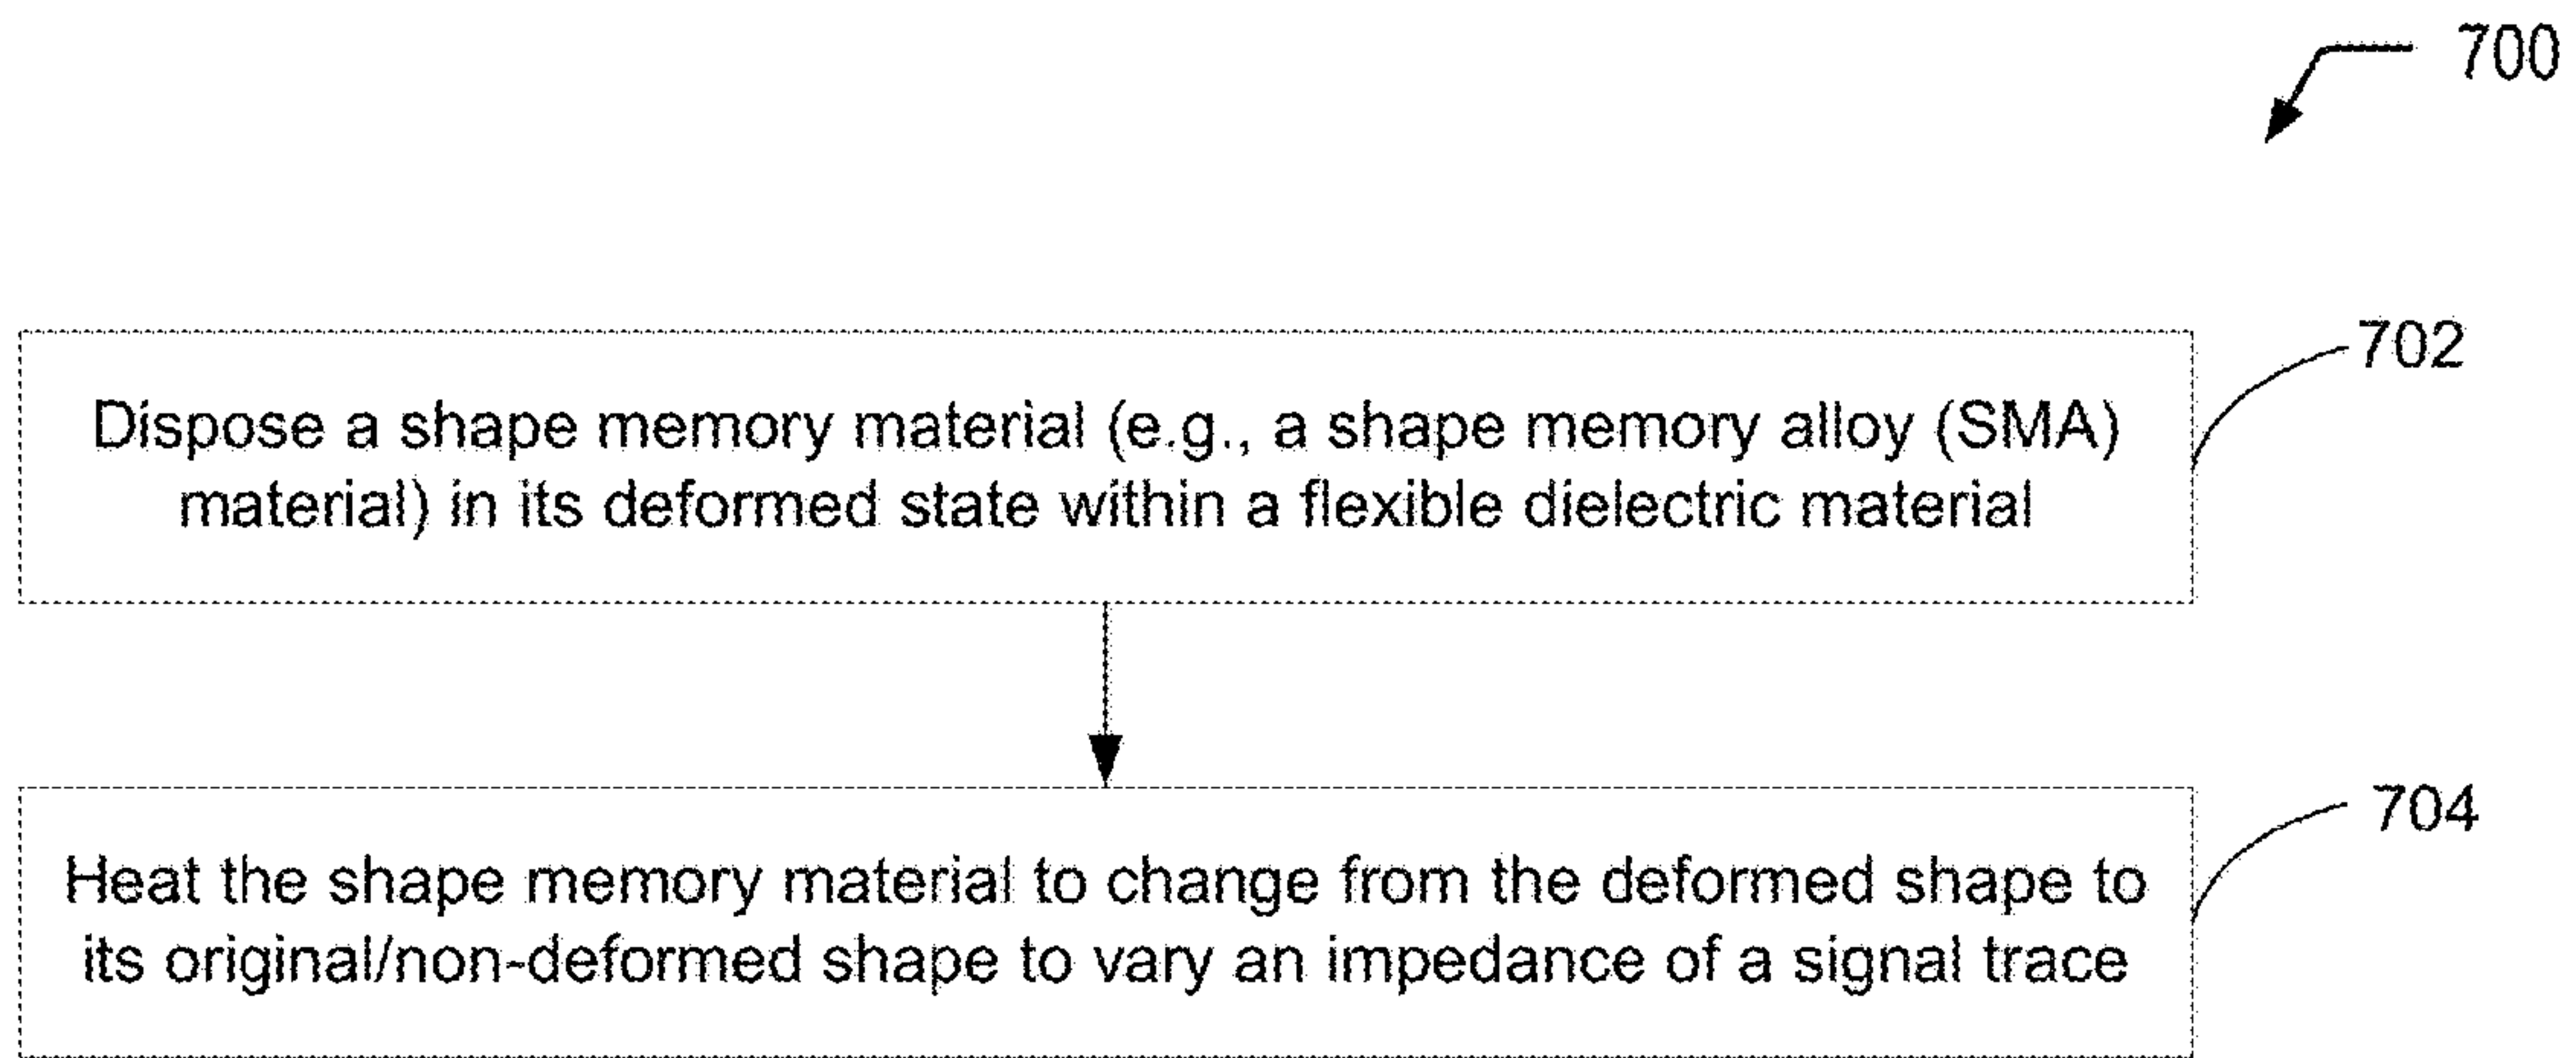 700
702
Dispose a shape memory material (e.g., a shape memory alloy (SMA)
material) in its deformed state within a flexible dielectric material
704
Heat the shape memory material to change from the deformed shape to
its original/non-deformed shape to vary an impedance of a signal trace